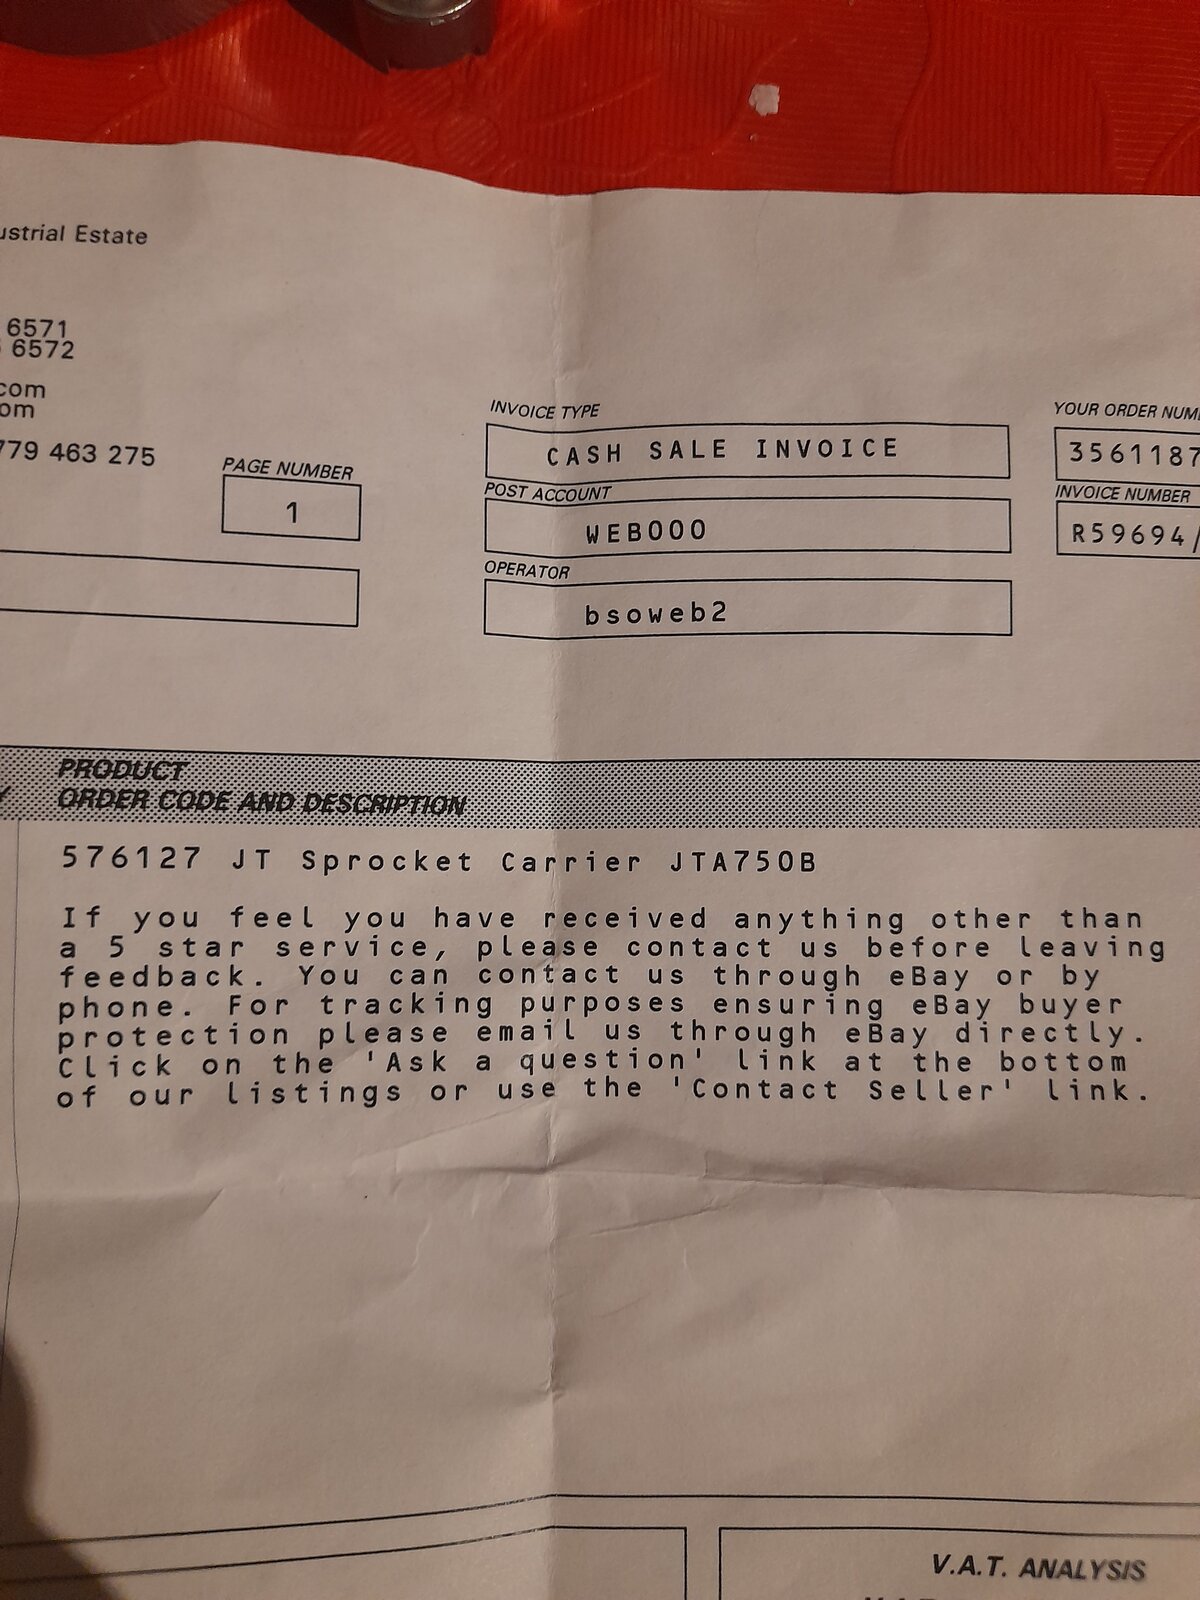 Industrial Estate
6571
6572
com
om
779 463 275
PAGE NUMBER
1
INVOICE TYPE
CASH SALE INVOICE
POST ACCOUNT
WEB000
OPERATOR
bsoweb2
YOUR ORDER NUM
3561187
INVOICE NUMBER
R59694/
PRODUCT
ORDER CODE AND DESCRIPTION
576127 JT Sprocket Carrier JTA750B
If you feel you have received anything other than
a 5 star service, please contact us before leaving
feedback. You can contact us through eBay or by
phone. For tracking purposes ensuring eBay buyer
protection please email us through eBay directly.
Click on the 'Ask a question' link at the bottom
of our listings or use the 'Contact Seller' link.
V.A.T. ANALYSIS